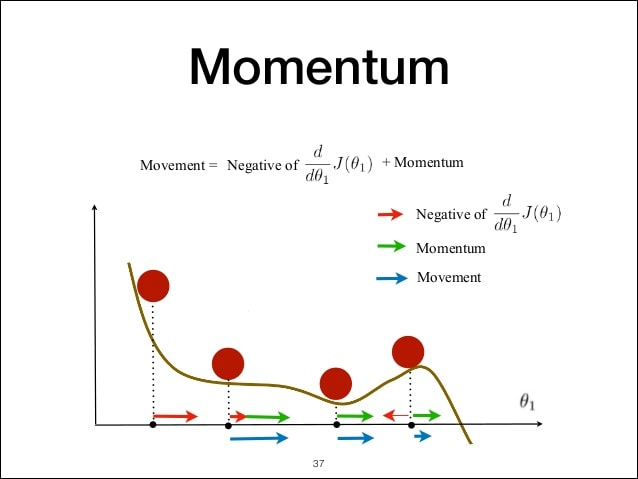 Momentum
Movement = Negative of d/dθ₁ J(θ₁) + Momentum
Negative of d/dθ₁ J(θ₁)
Momentum
Movement
θ₁
37